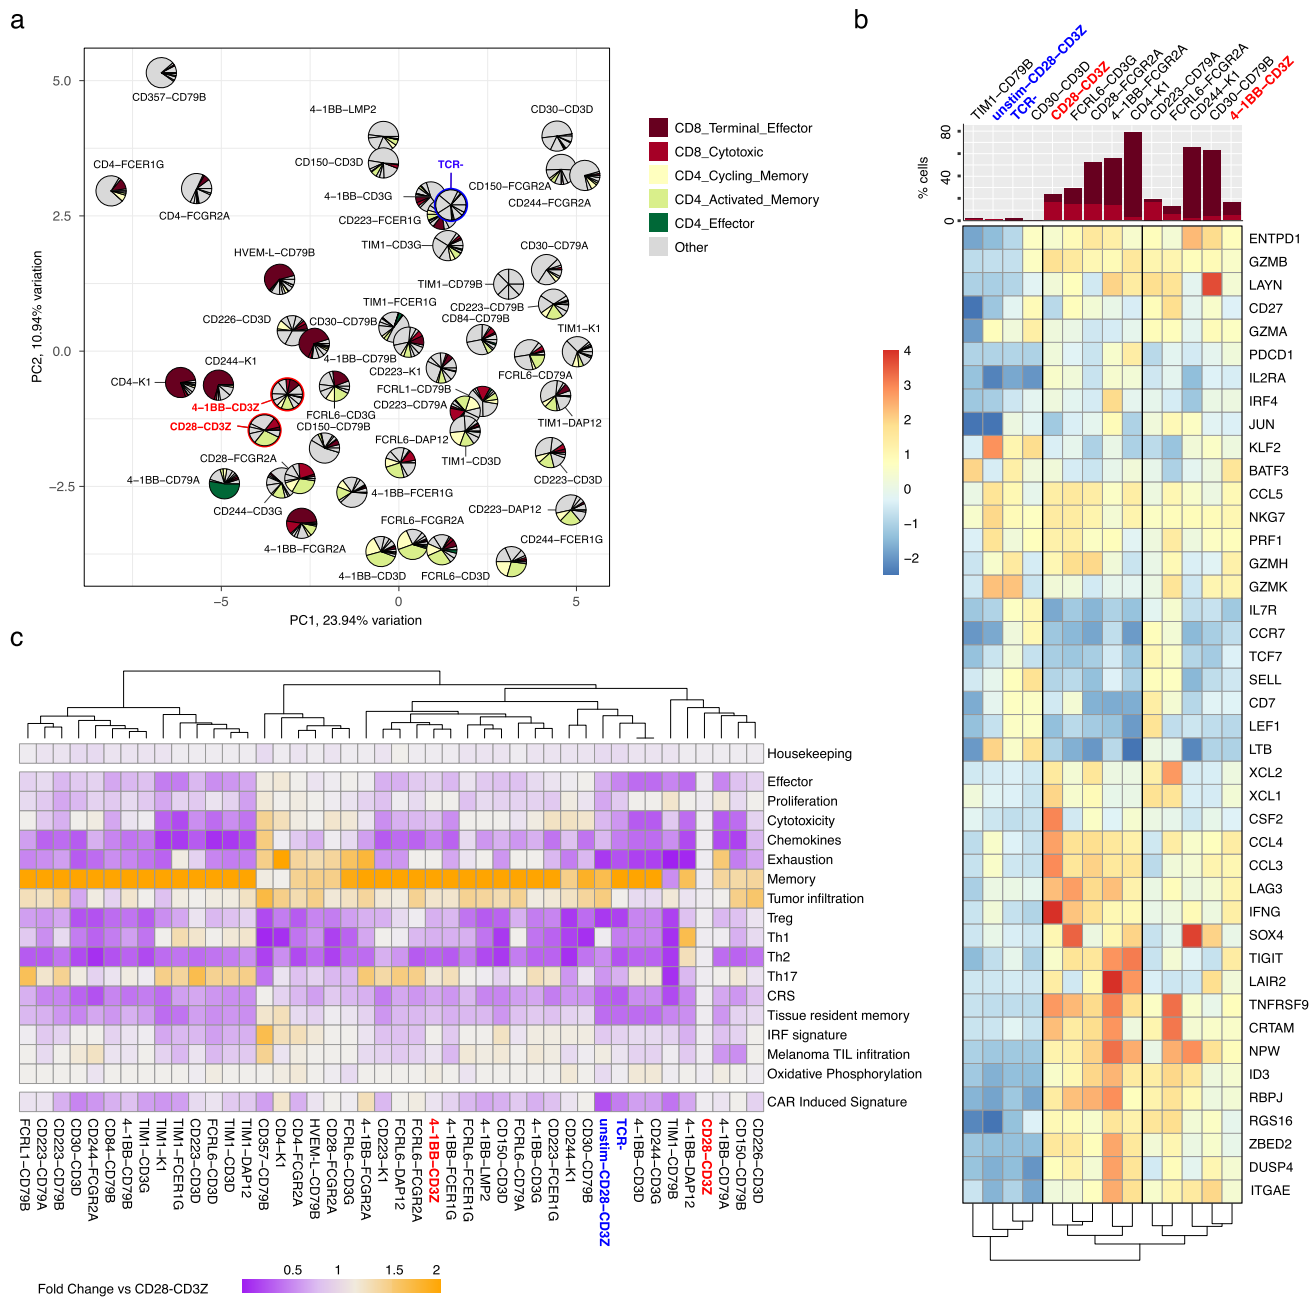 a
5.0
2.5
0.0
−2.5
−5
0
5
PC1, 23.94% variation
PC2, 10.94% variation
CD357−CD79B
4−1BB−LMP2
CD30−CD3D
CD4−FCER1G
CD150−CD3D
TCR-
CD150−FCGR2A
CD4−FCGR2A
4−1BB−CD3G
CD244−FCGR2A
CD223−FCER1G
HVEM−L−CD79B
TIM1−CD3G
CD30−CD79A
TIM1−CD79B
TIM1−FCER1G
CD223−CD79B
CD226−CD3D
CD30−CD79B
CD84−CD79B
TIM1−K1
CD244−K1
4−1BB−CD79B
CD4−K1
CD223−K1
FCRL6−CD79A
4−1BB−CD3Z
FCRL1−CD79B
FCRL6−CD3G
CD223−CD79A
CD28−CD3Z
CD150−CD79B
TIM1−DAP12
CD28−FCGR2A
FCRL6−DAP12
TIM1−CD3D
4−1BB−CD79A
CD223−CD3D
CD244−CD3G
4−1BB−FCER1G
CD223−DAP12
4−1BB−FCGR2A
FCRL6−FCGR2A
CD244−FCER1G
4−1BB−CD3D
FCRL6−CD3D
CD8_Terminal_Effector
CD8_Cytotoxic
CD4_Cycling_Memory
CD4_Activated_Memory
CD4_Effector
Other
b
TIM1−CD79B
unstim−CD28−CD3Z
TCR-
CD30−CD3D
CD28−CD3Z
FCRL6−CD3G
CD28−FCGR2A
4−1BB−FCGR2A
CD4−K1
CD223−CD79A
FCRL6−FCGR2A
CD244−K1
CD30−CD79B
4−1BB−CD3Z
% cells
80
40
0
4
3
2
1
0
−1
−2
ENTPD1
GZMB
LAYN
CD27
GZMA
PDCD1
IL2RA
IRF4
JUN
KLF2
BATF3
CCL5
NKG7
PRF1
GZMH
GZMK
IL7R
CCR7
TCF7
SELL
CD7
LEF1
LTB
XCL2
XCL1
CSF2
CCL4
CCL3
LAG3
IFNG
SOX4
TIGIT
LAIR2
TNFRSF9
CRTAM
NPW
ID3
RBPJ
RGS16
ZBED2
DUSP4
ITGAE
c
Housekeeping
Effector
Proliferation
Cytotoxicity
Chemokines
Exhaustion
Memory
Tumor infiltration
Treg
Th1
Th2
Th17
CRS
Tissue resident memory
IRF signature
Melanoma TIL infitration
Oxidative Phosphorylation
CAR Induced Signature
FCRL1−CD79B
CD223−CD79A
CD223−CD79B
CD30−CD3D
CD244−FCGR2A
CD84−CD79B
4−1BB−CD79B
TIM1−CD3G
TIM1−K1
TIM1−FCER1G
CD223−CD3D
FCRL6−CD3D
TIM1−CD3D
TIM1−DAP12
CD357−CD79B
CD4−K1
CD4−FCGR2A
HVEM−L−CD79B
CD28−FCGR2A
FCRL6−CD3G
4−1BB−FCGR2A
CD223−K1
FCRL6−DAP12
FCRL6−FCGR2A
4−1BB−CD3Z
4−1BB−FCER1G
FCRL6−FCER1G
4−1BB−LMP2
CD150−CD3D
FCRL6−CD79A
4−1BB−CD3G
CD223−FCER1G
CD244−K1
CD30−CD79B
unstim−CD28−CD3Z
TCR-
4−1BB−CD3D
CD244−CD3G
TIM1−CD79B
4−1BB−DAP12
CD28−CD3Z
4−1BB−CD79A
CD150−CD79B
CD226−CD3D
Fold Change vs CD28-CD3Z
0.5
1
1.5
2